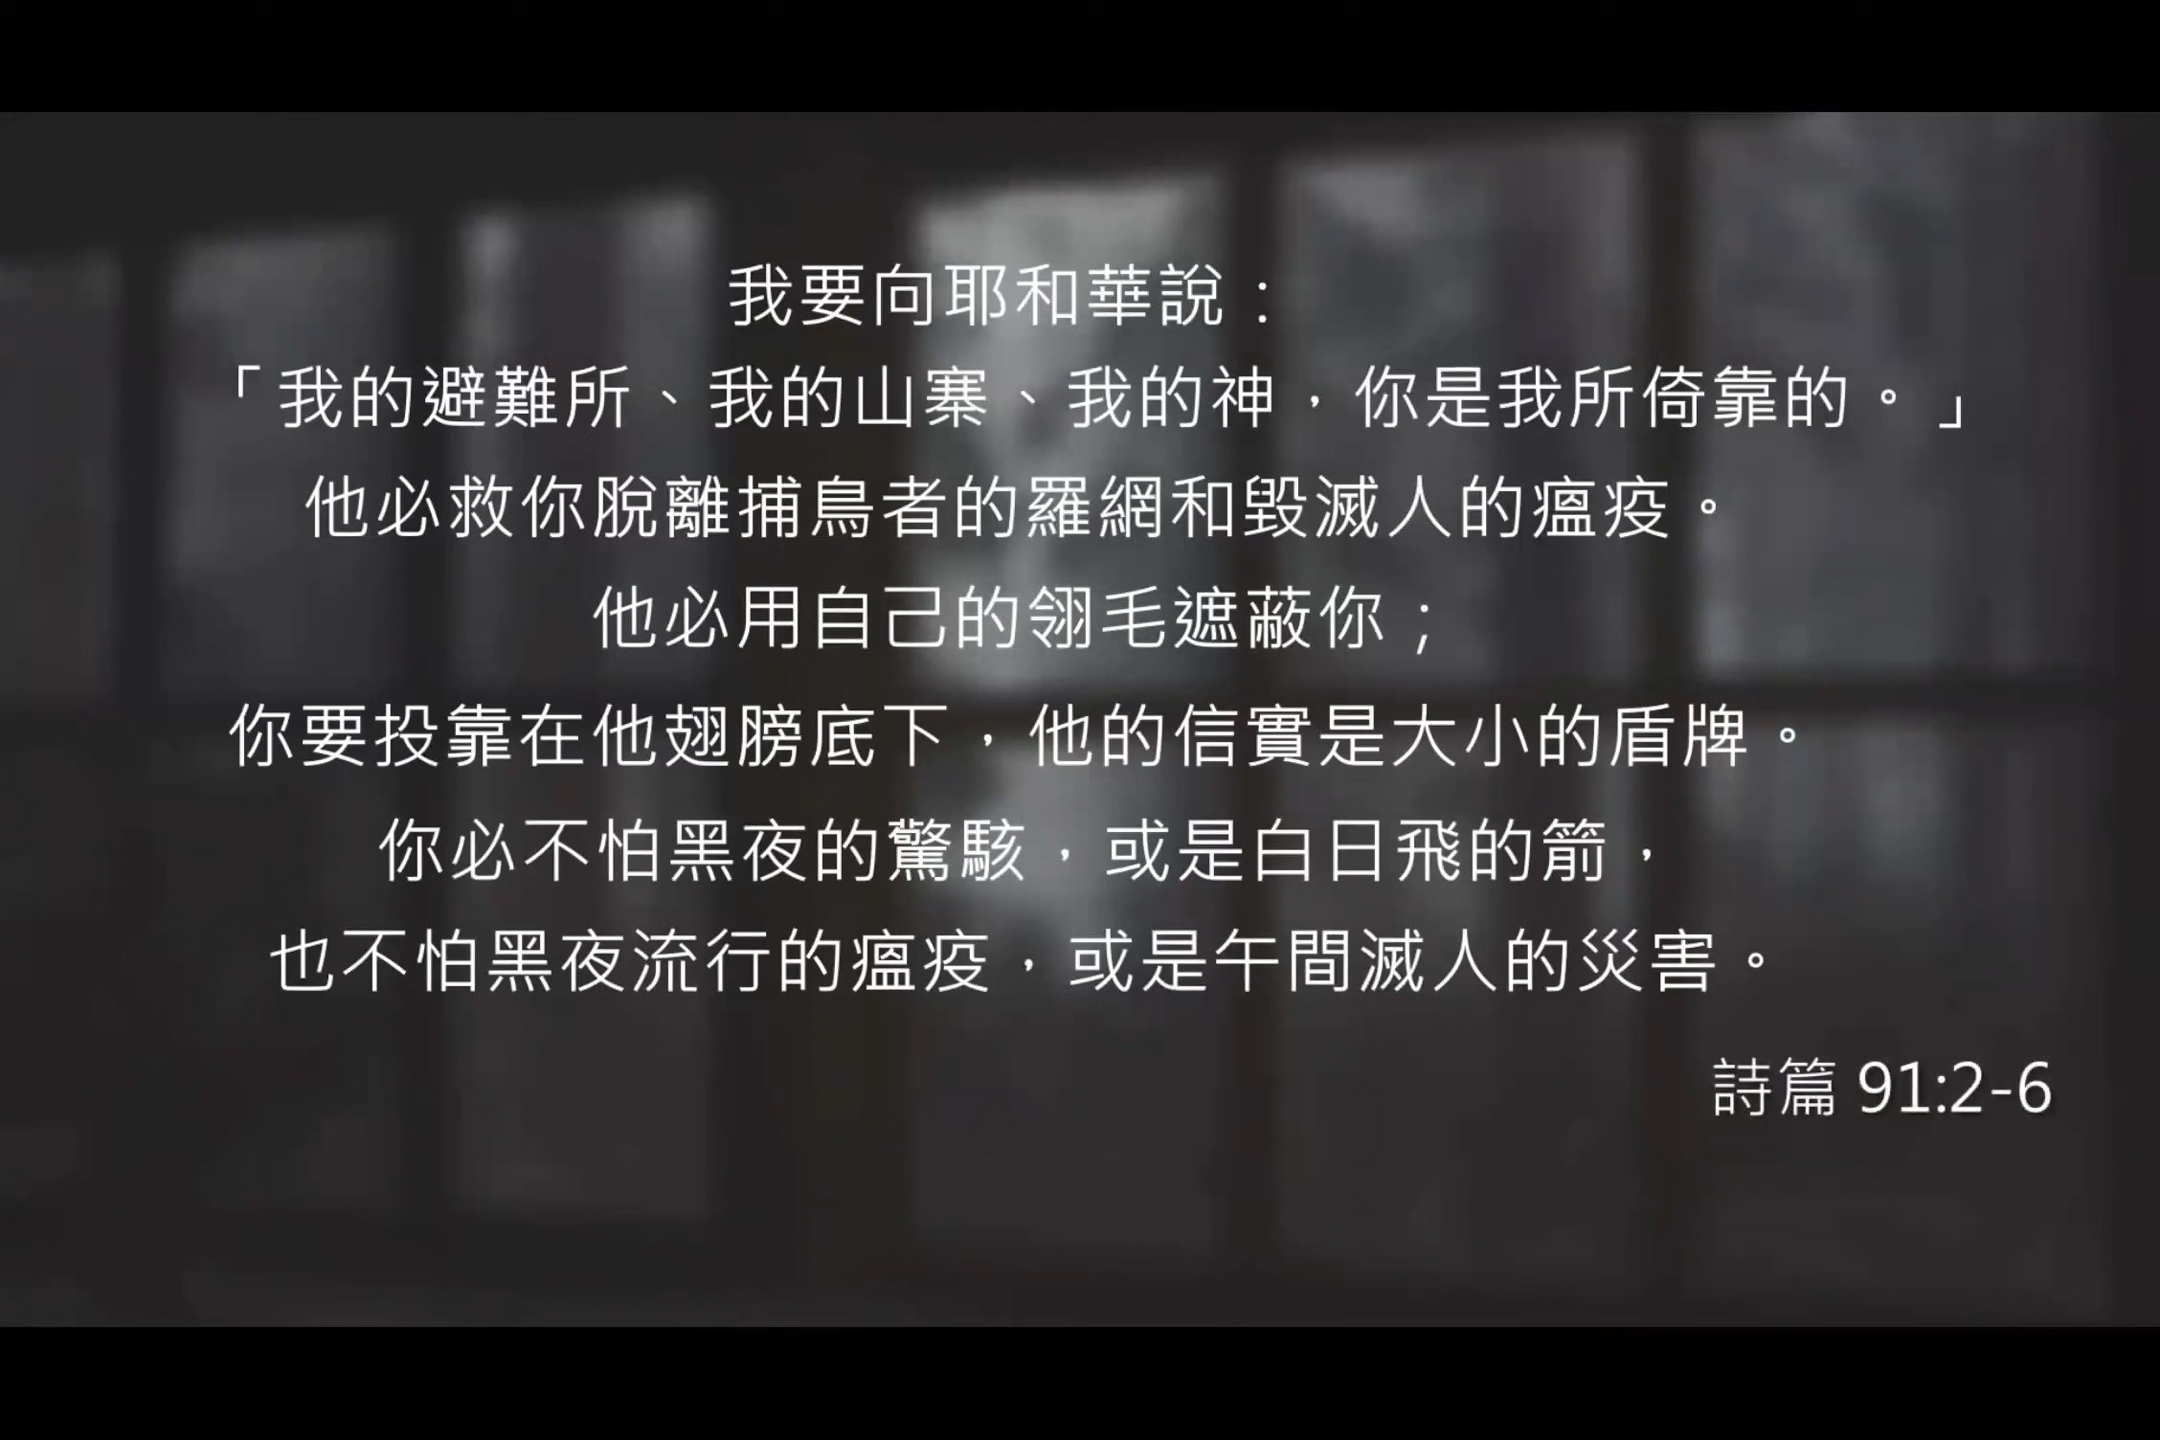 我要向耶和華說：
「我的避難所、我的山寨、我的神，你是我所倚靠的。」
他必救你脫離捕鳥者的羅網和毀滅人的瘟疫。
他必用自己的翎毛遮蔽你；
你要投靠在他翅膀底下，他的信實是大小的盾牌。
你必不怕黑夜的驚駭，或是白日飛的箭，
也不怕黑夜流行的瘟疫，或是午間滅人的災害。
詩篇 91:2-6